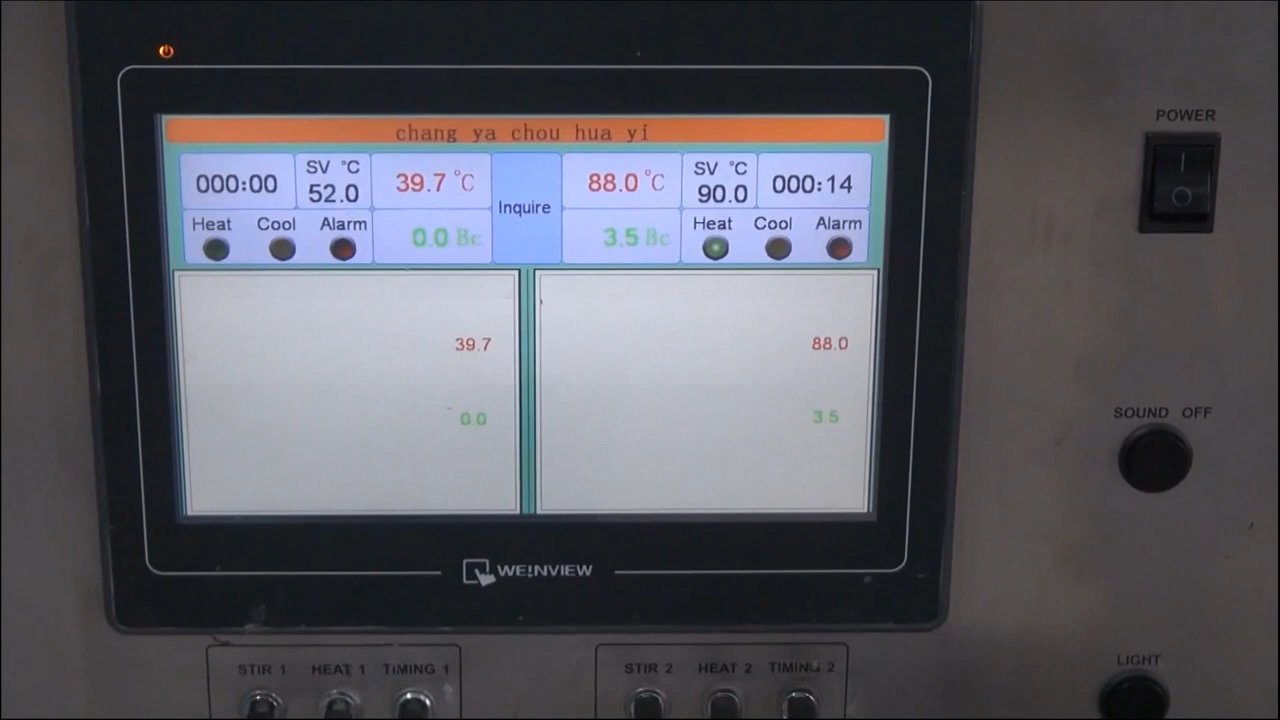 chang ya chou hua yi
000:00 SV °C 52.0 39.7 °C Inquire 88.0 °C SV °C 90.0 000:14
Heat Cool Alarm 0.0 Bc 3.5 Bc Heat Cool Alarm
39.7 88.0
0.0 3.5
WE!NVIEW
STIR 1 HEAT 1 TIMING 1 STIR 2 HEAT 2 TIMING 2
POWER
SOUND OFF
LIGHT